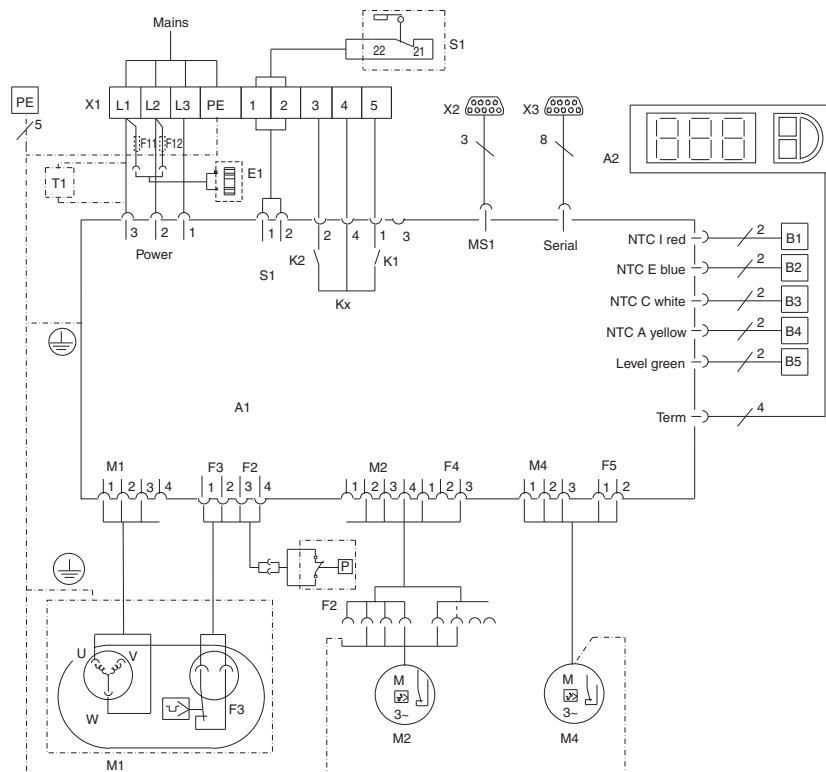 Mains
22 21 S1
PE X1 L1 L2 L3 PE 1 2 3 4 5 X2 X3
5 F11 F12 3 8 A2
T1 E1
3 2 1 1 2 2 4 1 3 MS1 Serial
Power S1 K2 K1
Kx
NTC I red 2 B1
NTC E blue 2 B2
NTC C white 2 B3
NTC A yellow 2 B4
Level green 2 B5
A1 Term 4
M1 F3 F2 M2 F4 M4 F5
1 2 3 4 1 2 3 4 1 2 3 4 1 2 3 1 2 3 1 2
P
F2
U V M M
W F3 3~ 3~
M1 M2 M4